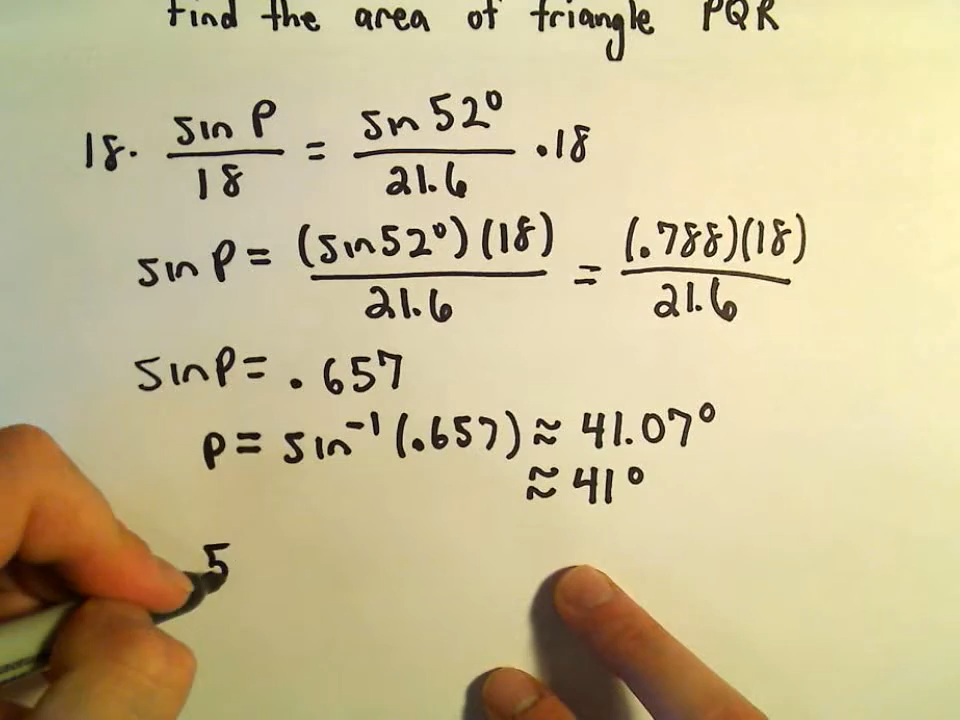 find the area of triangle PQR
18. sin P / 18 = sin 52° / 21.6 .18
sin P = (sin 52°)(18) / 21.6 = (.788)(18) / 21.6
sin P = .657
P = sin⁻¹(.657) ≈ 41.07°
≈ 41°
5